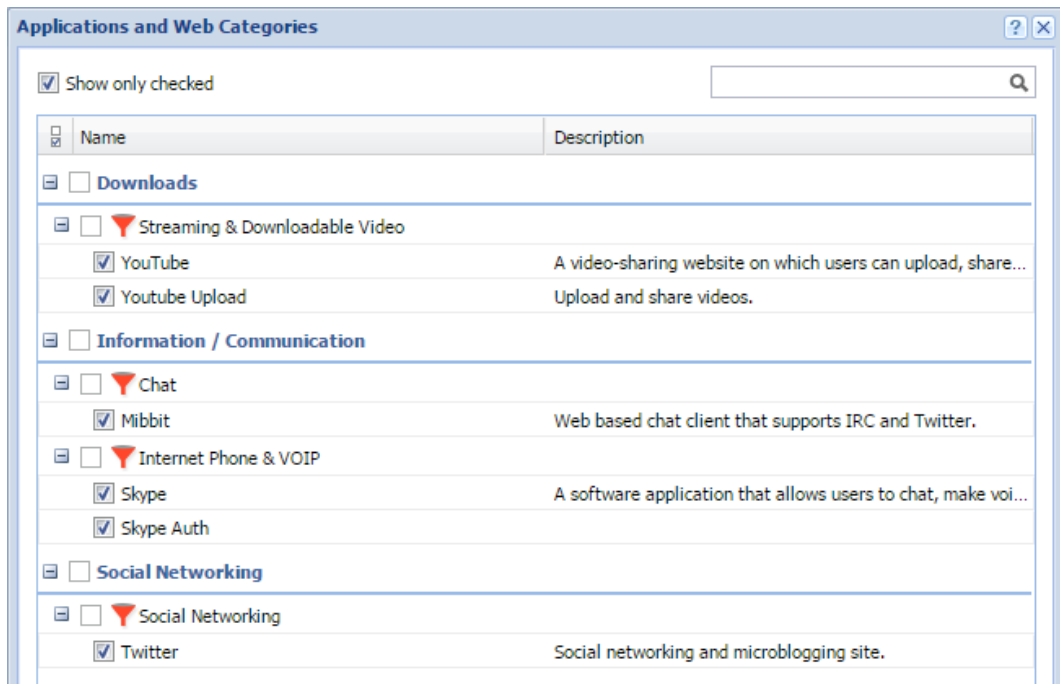 Applications and Web Categories
Show only checked
Name Description
Downloads
Streaming & Downloadable Video
YouTube A video-sharing website on which users can upload, share...
Youtube Upload Upload and share videos.
Information / Communication
Chat
Mibbit Web based chat client that supports IRC and Twitter.
Internet Phone & VOIP
Skype A software application that allows users to chat, make voi...
Skype Auth
Social Networking
Social Networking
Twitter Social networking and microblogging site.